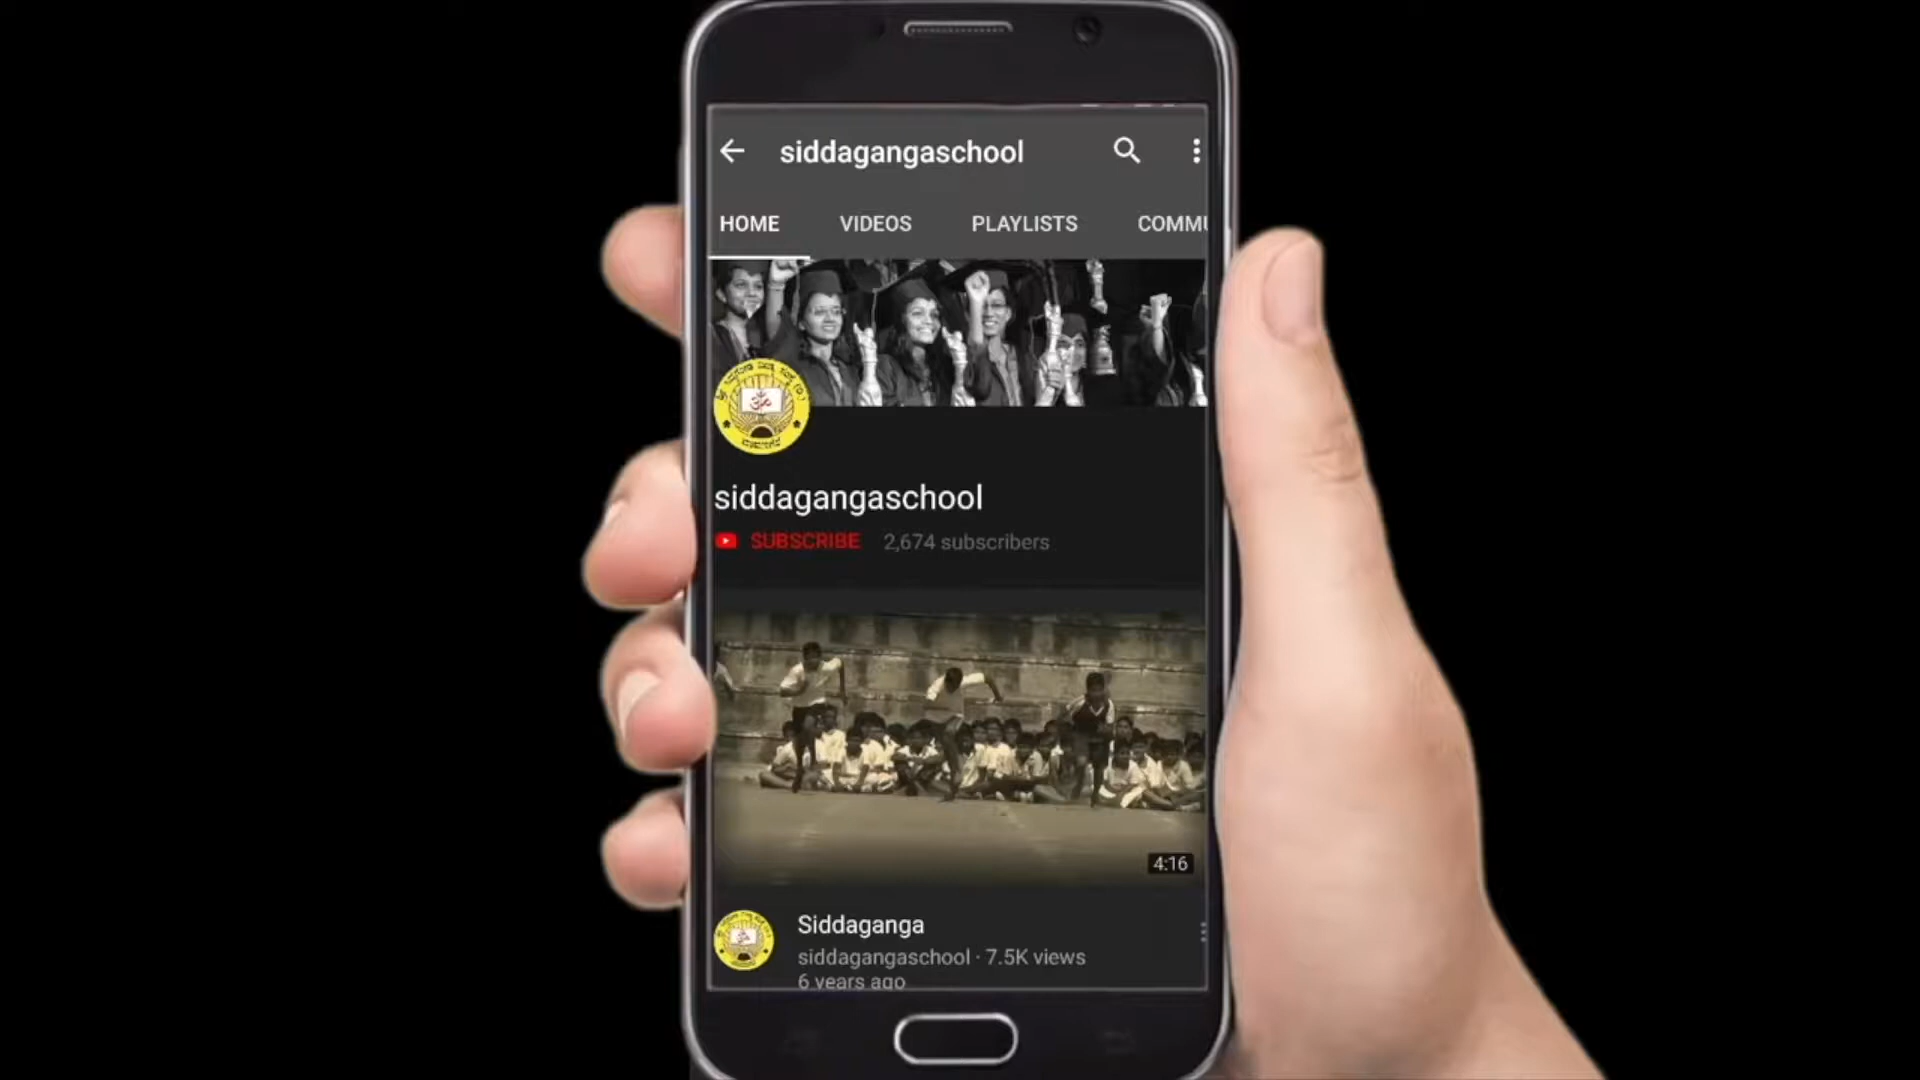 siddagangaschool
HOME VIDEOS PLAYLISTS COMMU
siddagangaschool
SUBSCRIBE 2,674 subscribers
4:16
Siddaganga
siddagangaschool · 7.5K views
6 years ago